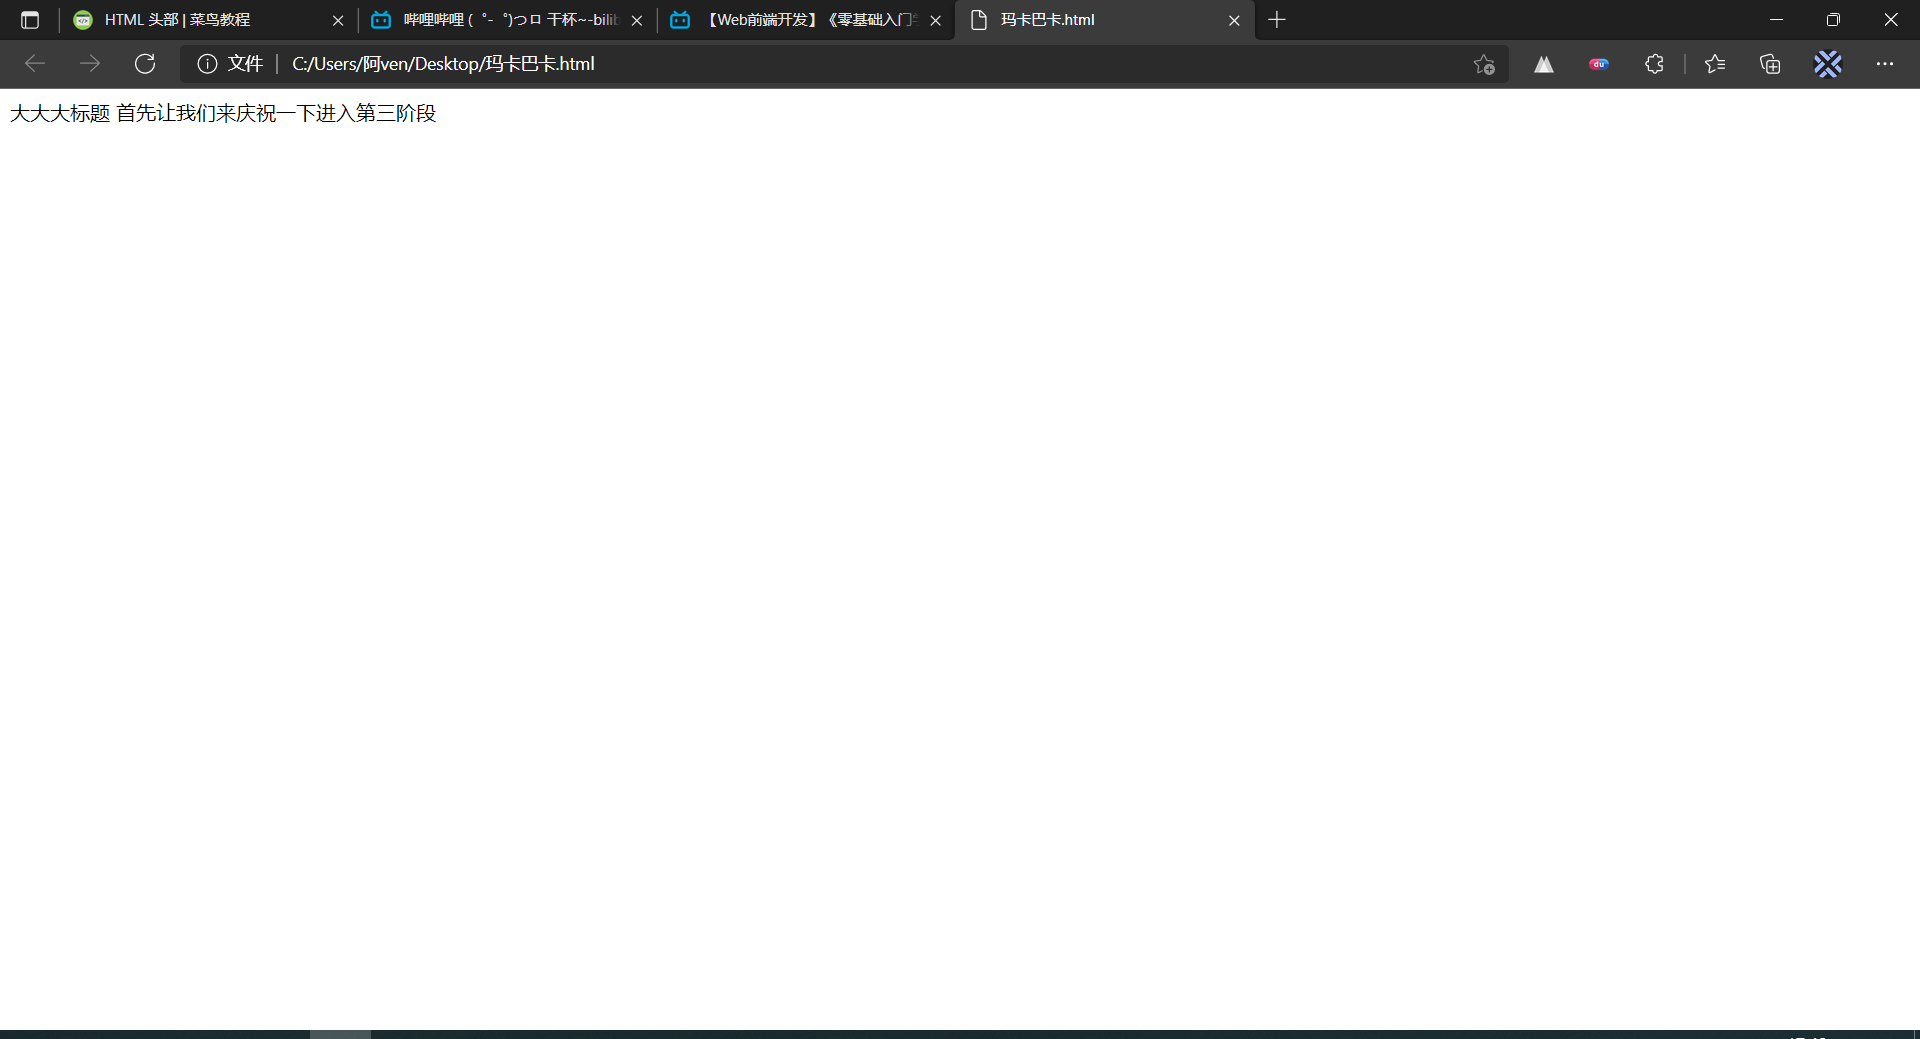 HTML 头部 | 菜鸟教程
哔哩哔哩 (゜-゜)つロ 干杯~-bilib
【Web前端开发】《零基础入门
玛卡巴卡.html
文件 C:/Users/阿ven/Desktop/玛卡巴卡.html
du
大大大标题 首先让我们来庆祝一下进入第三阶段